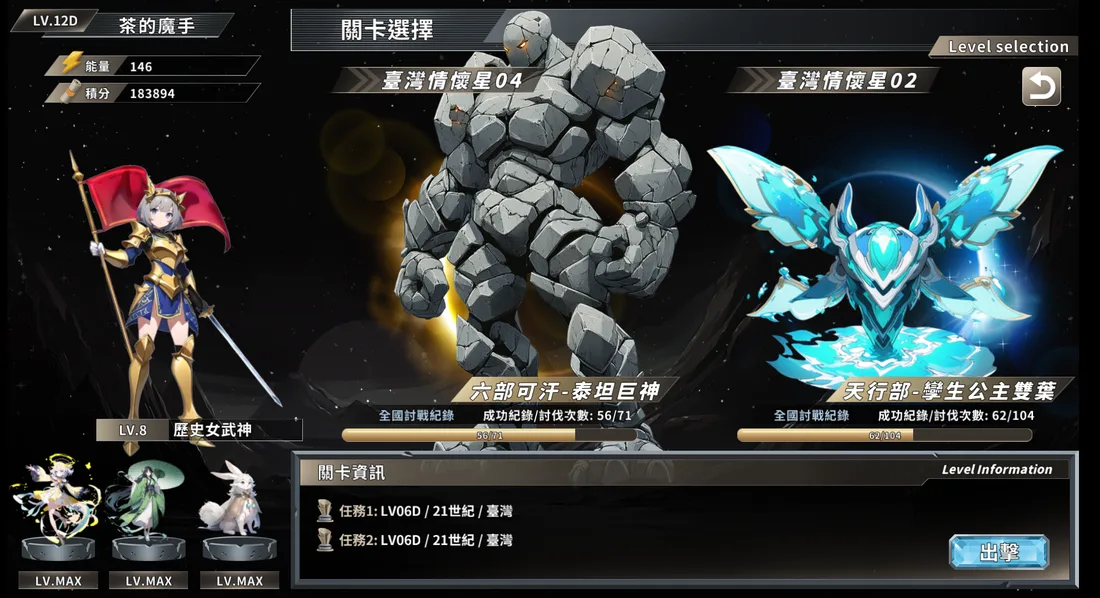 LV.12D
茶的魔手
能量 146
積分 183894
關卡選擇
Level selection
臺灣情懷星04
臺灣情懷星02
六部可汗-泰坦巨神
全國討戰紀錄 成功紀錄/討伐次數: 56/71
56/71
天行部-孿生公主雙葉
全國討戰紀錄 成功紀錄/討伐次數: 62/104
62/104
LV.8 歷史女武神
LV.MAX
LV.MAX
LV.MAX
關卡資訊
Level Information
任務1: LV06D / 21世紀 / 臺灣
任務2: LV06D / 21世紀 / 臺灣
出擊